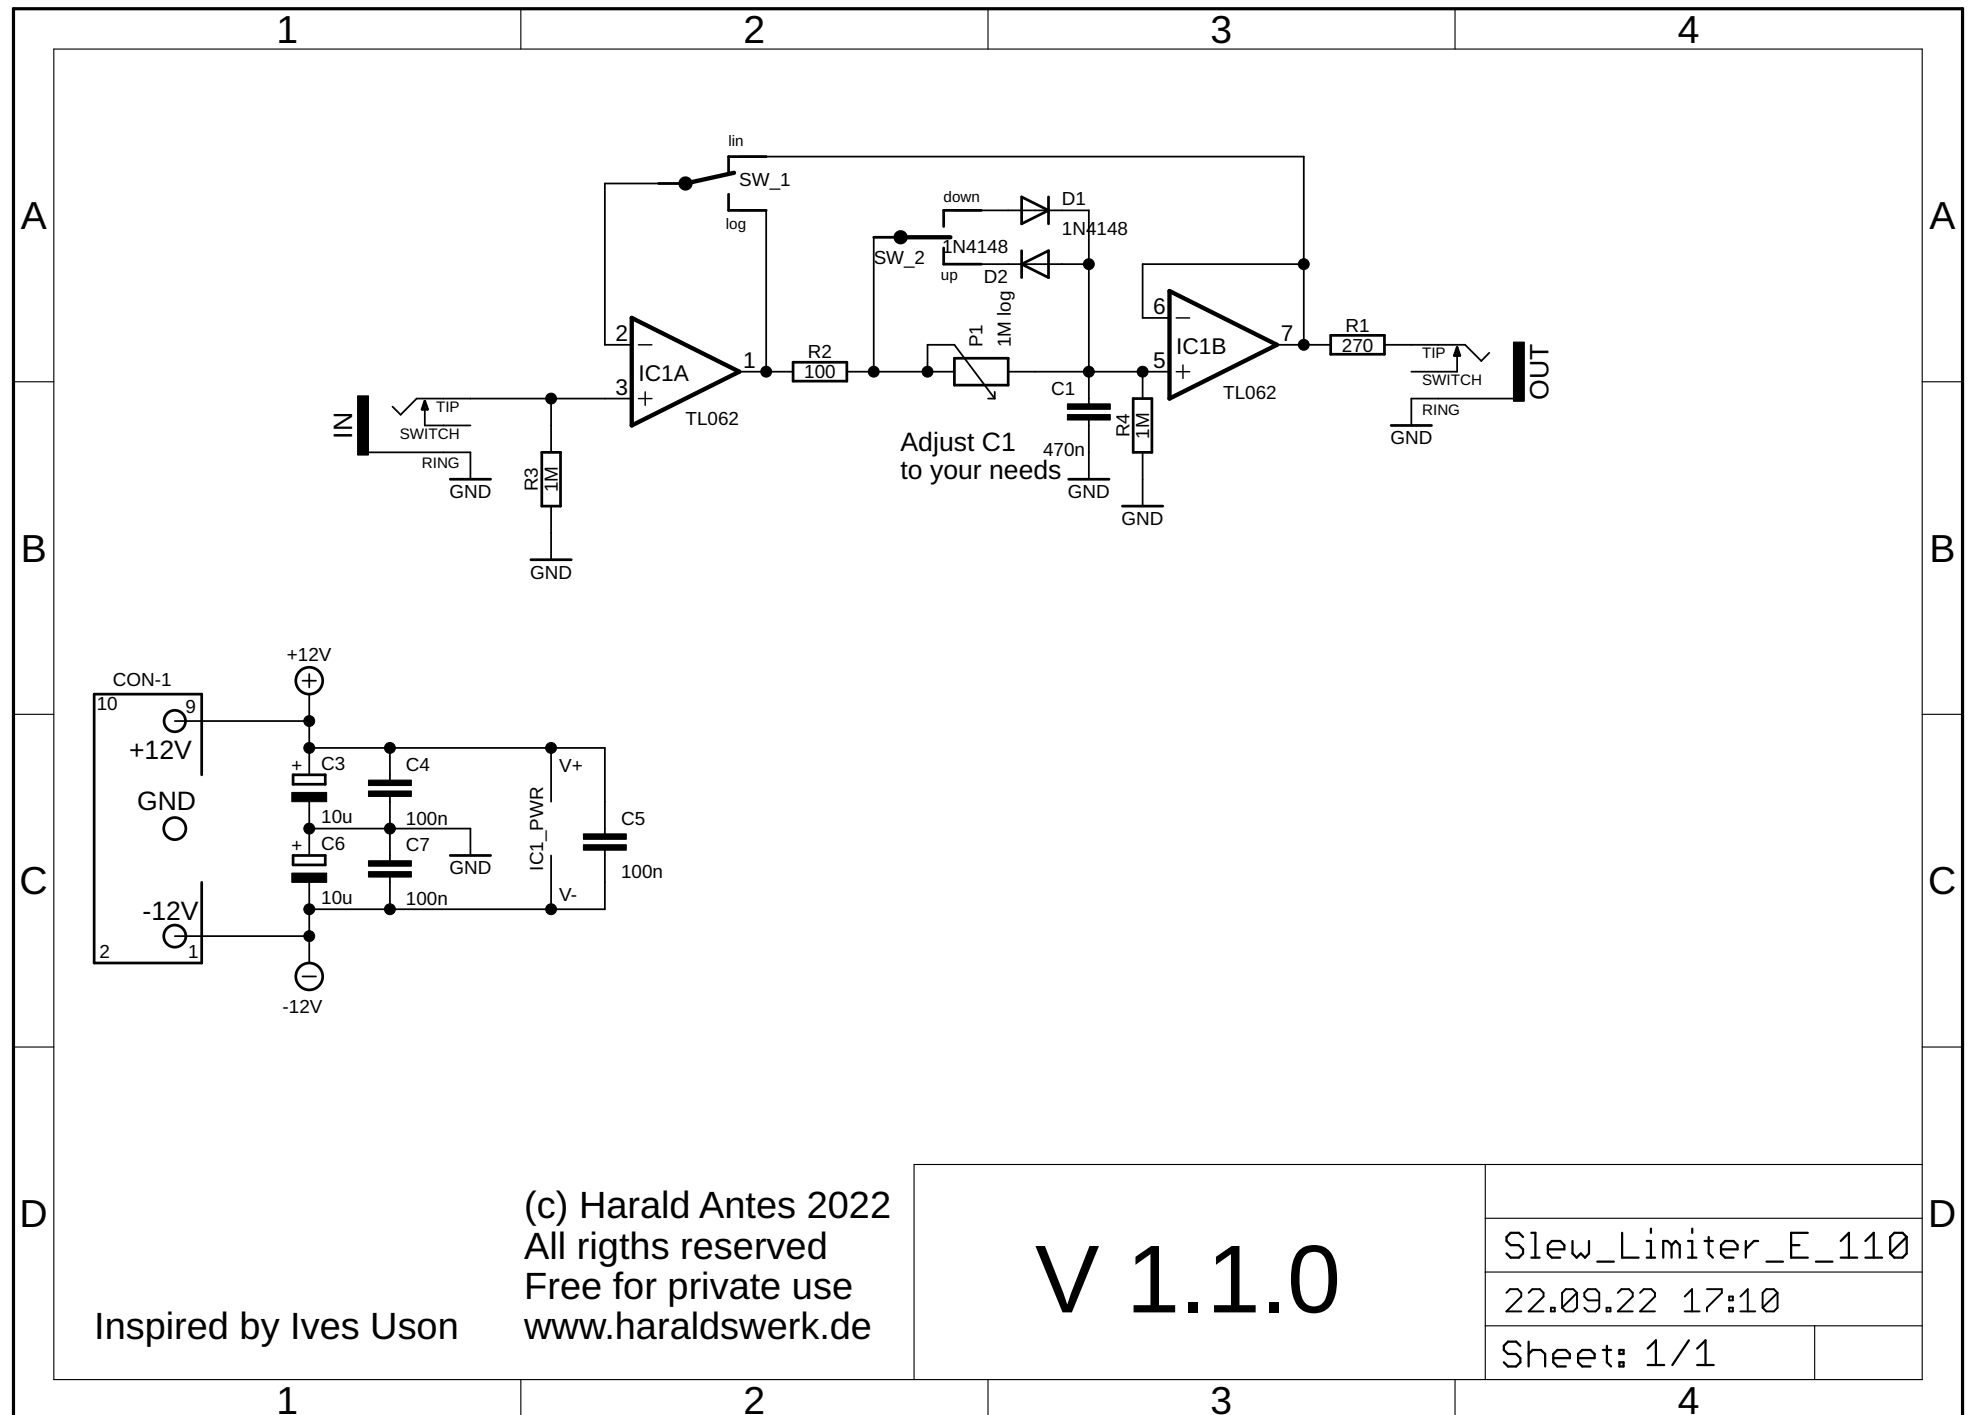 1 2 3 4
A A
B B
C C
D D
lin
SW_1
log
down
D1
1N4148
1N4148
SW_2
up
D2
P1
1M log
2
3
1
IC1A
TL062
R2
100
6
5
7
IC1B
TL062
R1
270
TIP
SWITCH
RING
GND
OUT
IN
TIP
SWITCH
RING
GND
R3
1M
GND
C1
470n
GND
R4
1M
GND
Adjust C1
to your needs
CON-1
10
9
+12V
GND
-12V
2
1
+12V
+
C3
10u
+
C6
10u
-12V
C4
100n
C7
100n
GND
V+
IC1_PWR
V-
C5
100n
Inspired by Ives Uson
(c) Harald Antes 2022
All rigths reserved
Free for private use
www.haraldswerk.de
V 1.1.0
Slew_Limiter_E_110
22.09.22 17:10
Sheet: 1/1
1 2 3 4